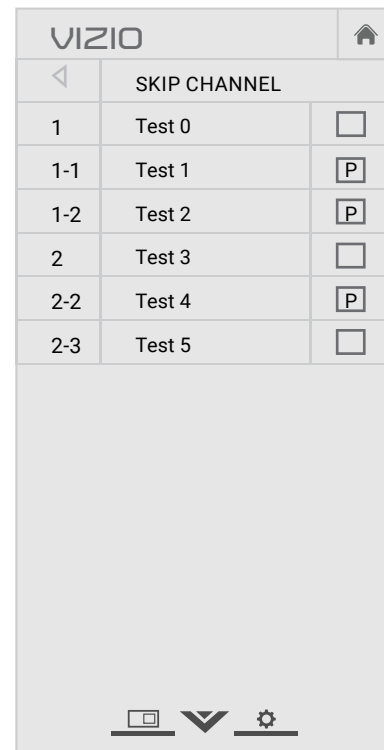 VIZIO
SKIP CHANNEL
1 Test 0
1-1 Test 1 P
1-2 Test 2 P
2 Test 3
2-2 Test 4 P
2-3 Test 5